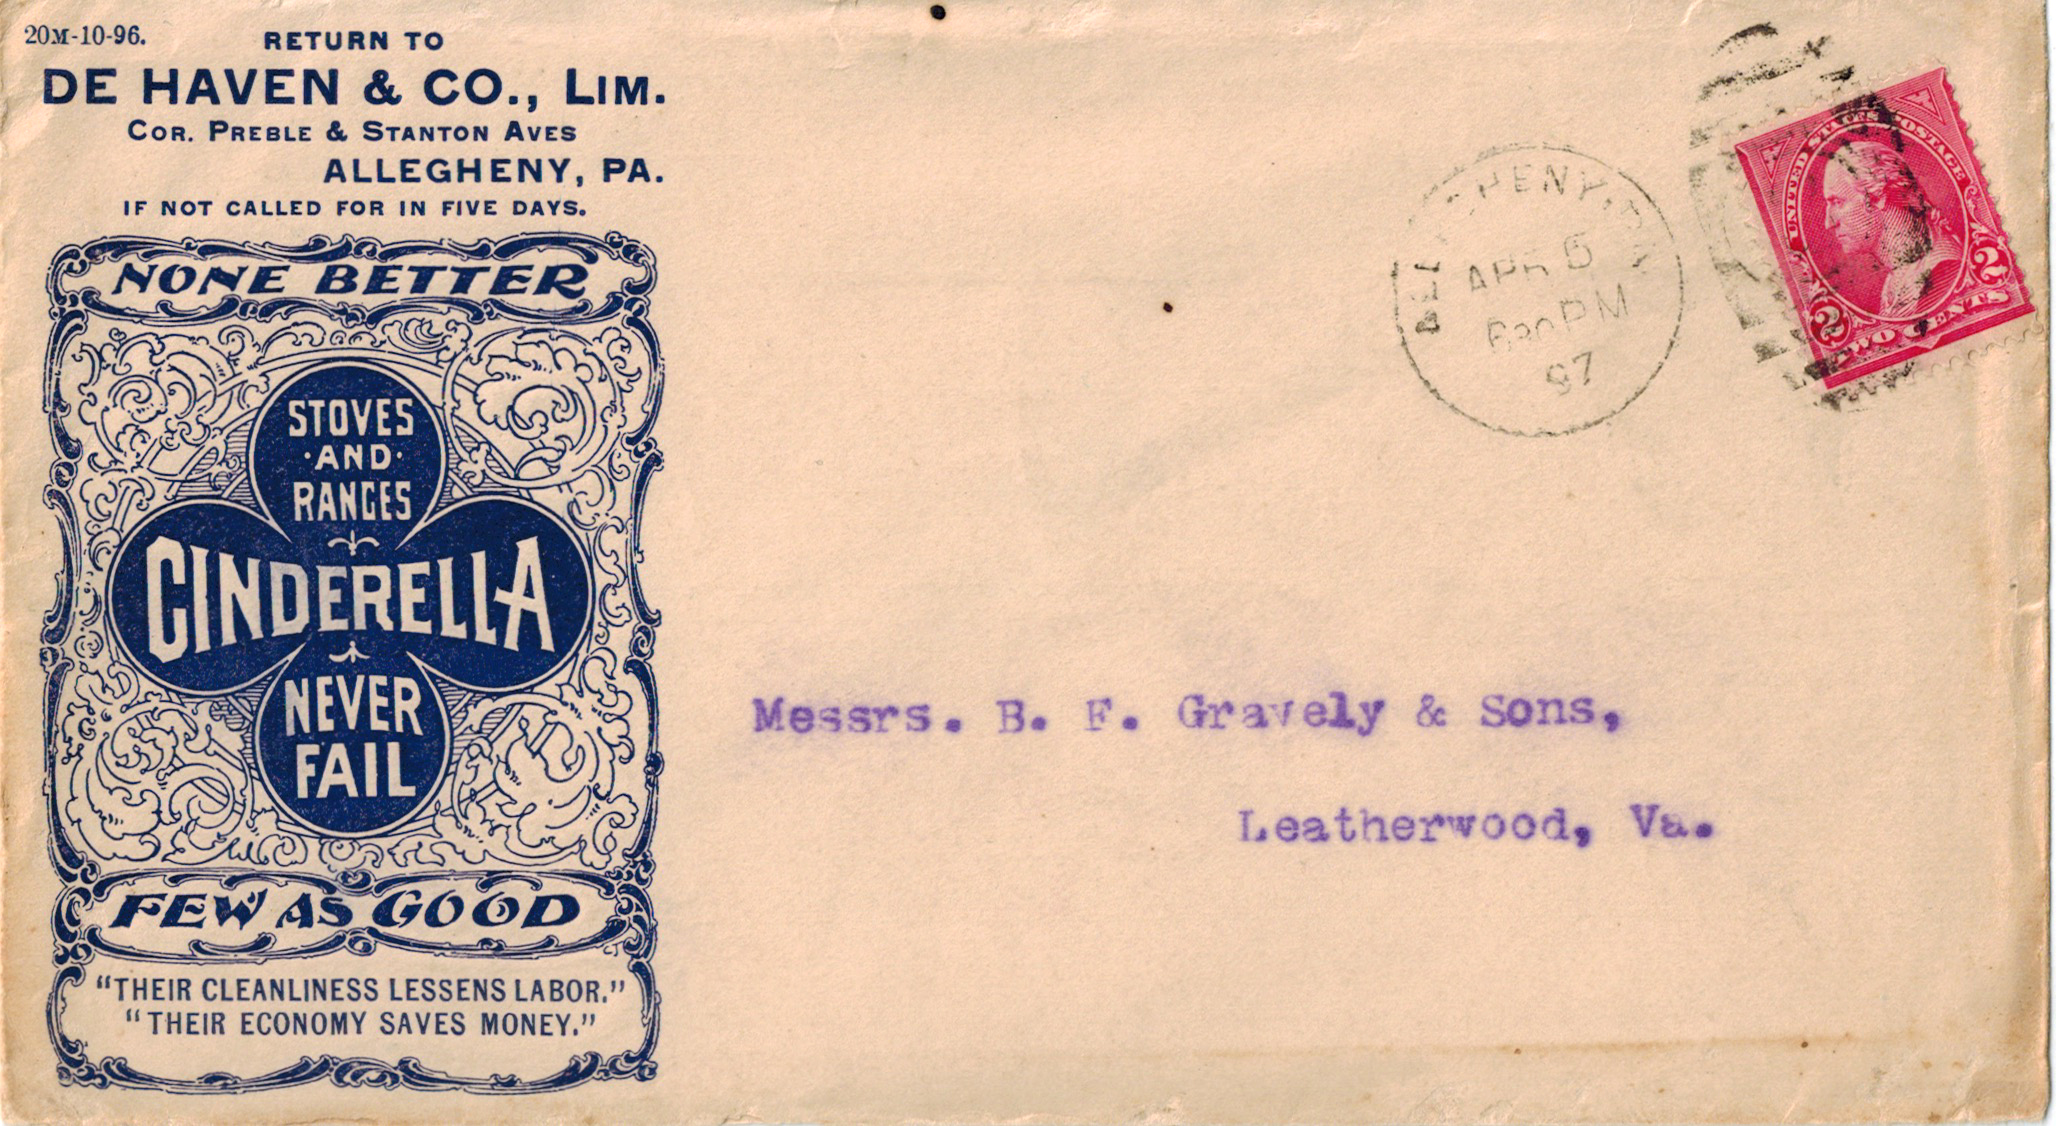 20M-10-96.
RETURN TO
DE HAVEN & CO., LIM.
COR. PREBLE & STANTON AVES
ALLEGHENY, PA.
IF NOT CALLED FOR IN FIVE DAYS.
NONE BETTER
STOVES
·AND·
RANGES
CINDERELLA
NEVER
FAIL
FEW AS GOOD
"THEIR CLEANLINESS LESSENS LABOR."
"THEIR ECONOMY SAVES MONEY."
APR 5
630 PM
97
UNITED STATES POSTAGE
2 2
TWO CENTS
Messrs. B. F. Gravely & Sons,
Leatherwood, Va.